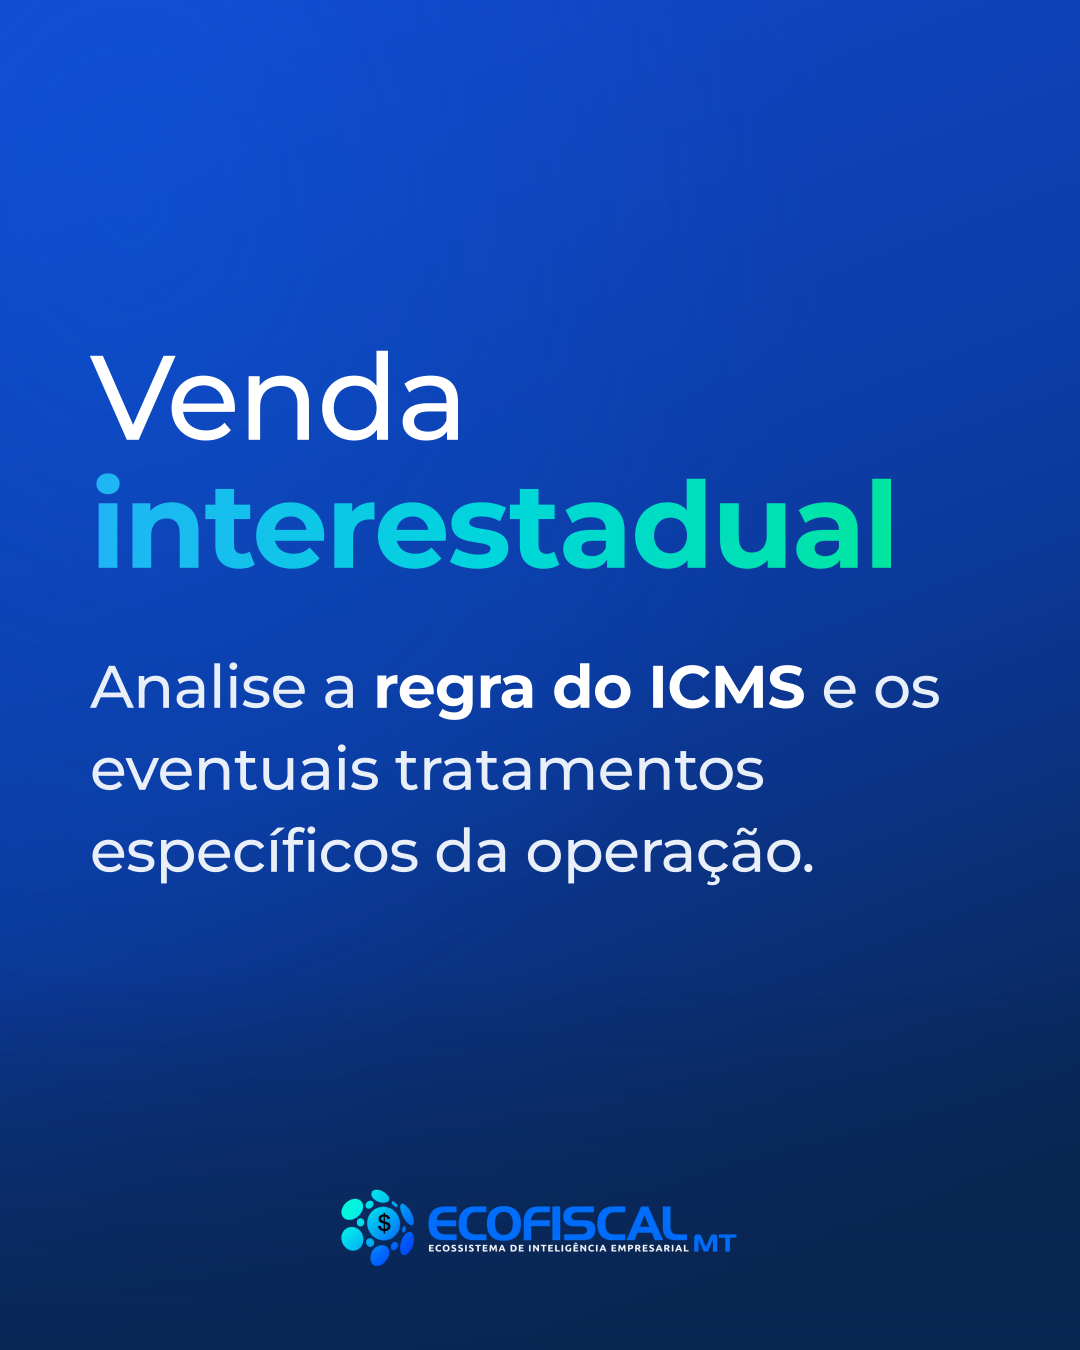 Venda
interestadual
Analise a regra do ICMS e os
eventuais tratamentos
específicos da operação.
$
ECOFISCAL MT
ECOSSISTEMA DE INTELIGÊNCIA EMPRESARIAL